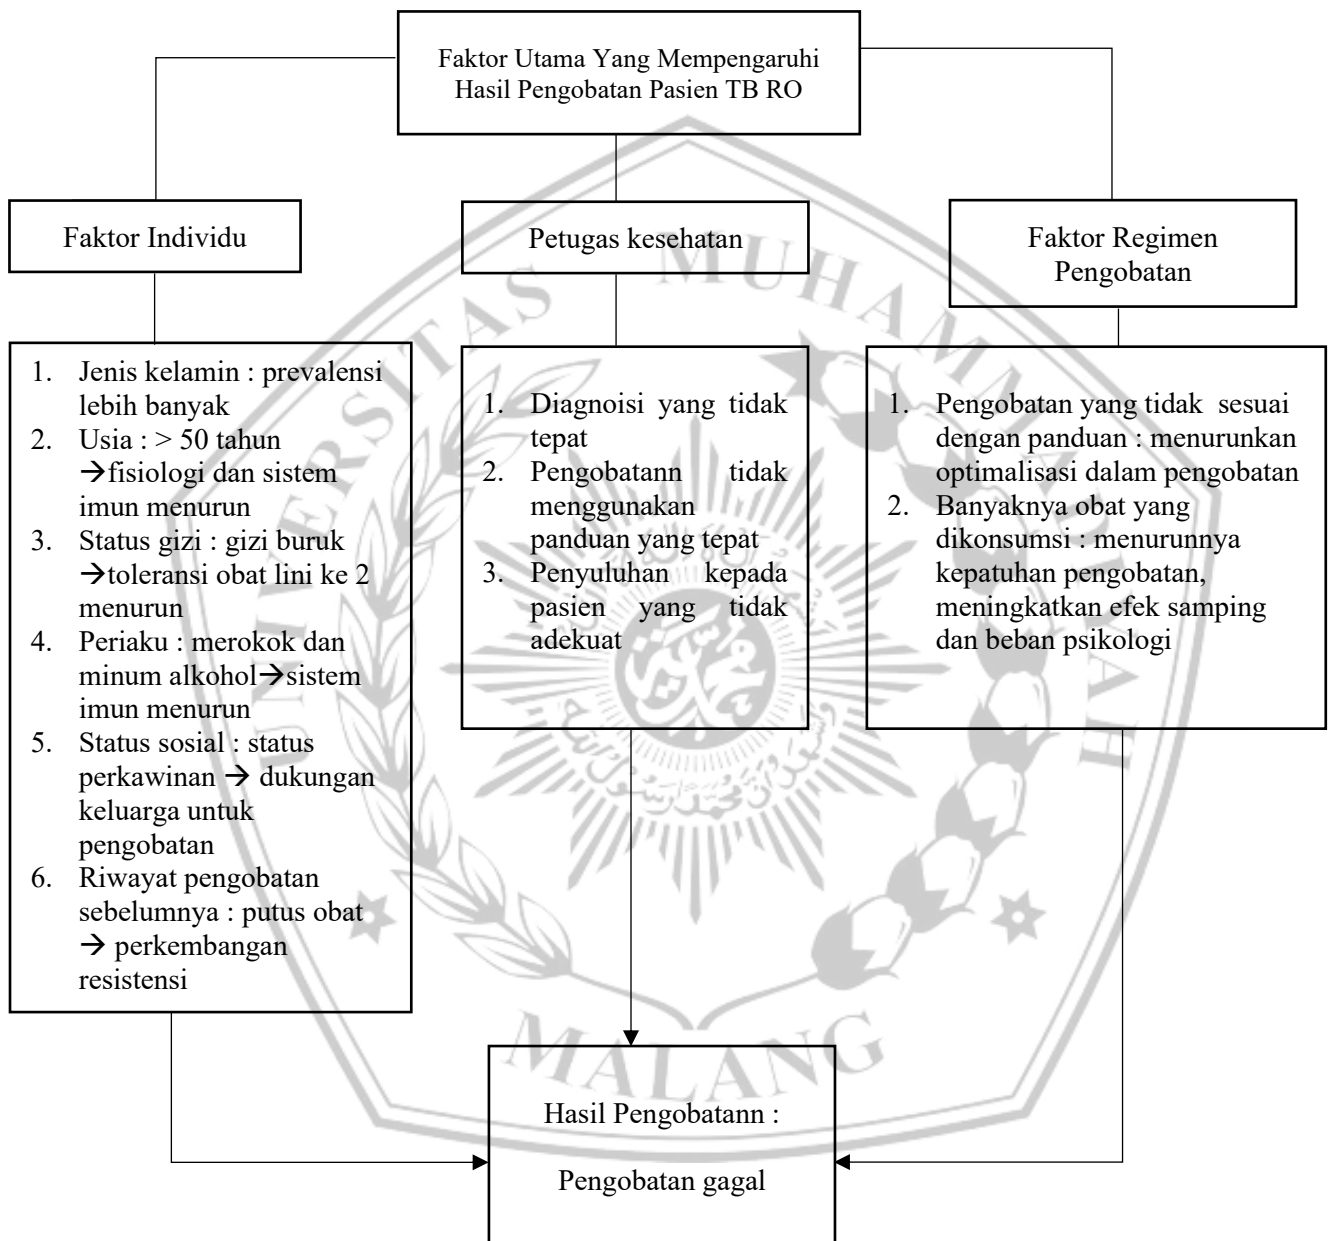 Faktor Utama Yang Mempengaruhi
Hasil Pengobatan Pasien TB RO
Faktor Individu
Petugas kesehatan
Faktor Regimen
Pengobatan
1. Jenis kelamin : prevalensi
lebih banyak
2. Usia : > 50 tahun
→fisiologi dan sistem
imun menurun
3. Status gizi : gizi buruk
→toleransi obat lini ke 2
menurun
4. Periaku : merokok dan
minum alkohol→sistem
imun menurun
5. Status sosial : status
perkawinan → dukungan
keluarga untuk
pengobatan
6. Riwayat pengobatan
sebelumnya : putus obat
→ perkembangan
resistensi
1. Diagnoisi yang tidak
tepat
2. Pengobatann tidak
menggunakan
panduan yang tepat
3. Penyuluhan kepada
pasien yang tidak
adekuat
1. Pengobatan yang tidak sesuai
dengan panduan : menurunkan
optimalisasi dalam pengobatan
2. Banyaknya obat yang
dikonsumsi : menurunnya
kepatuhan pengobatan,
meningkatkan efek samping
dan beban psikologi
Hasil Pengobatann :
Pengobatan gagal
UNIVERSITAS MUHAMMADIYAH
MALANG